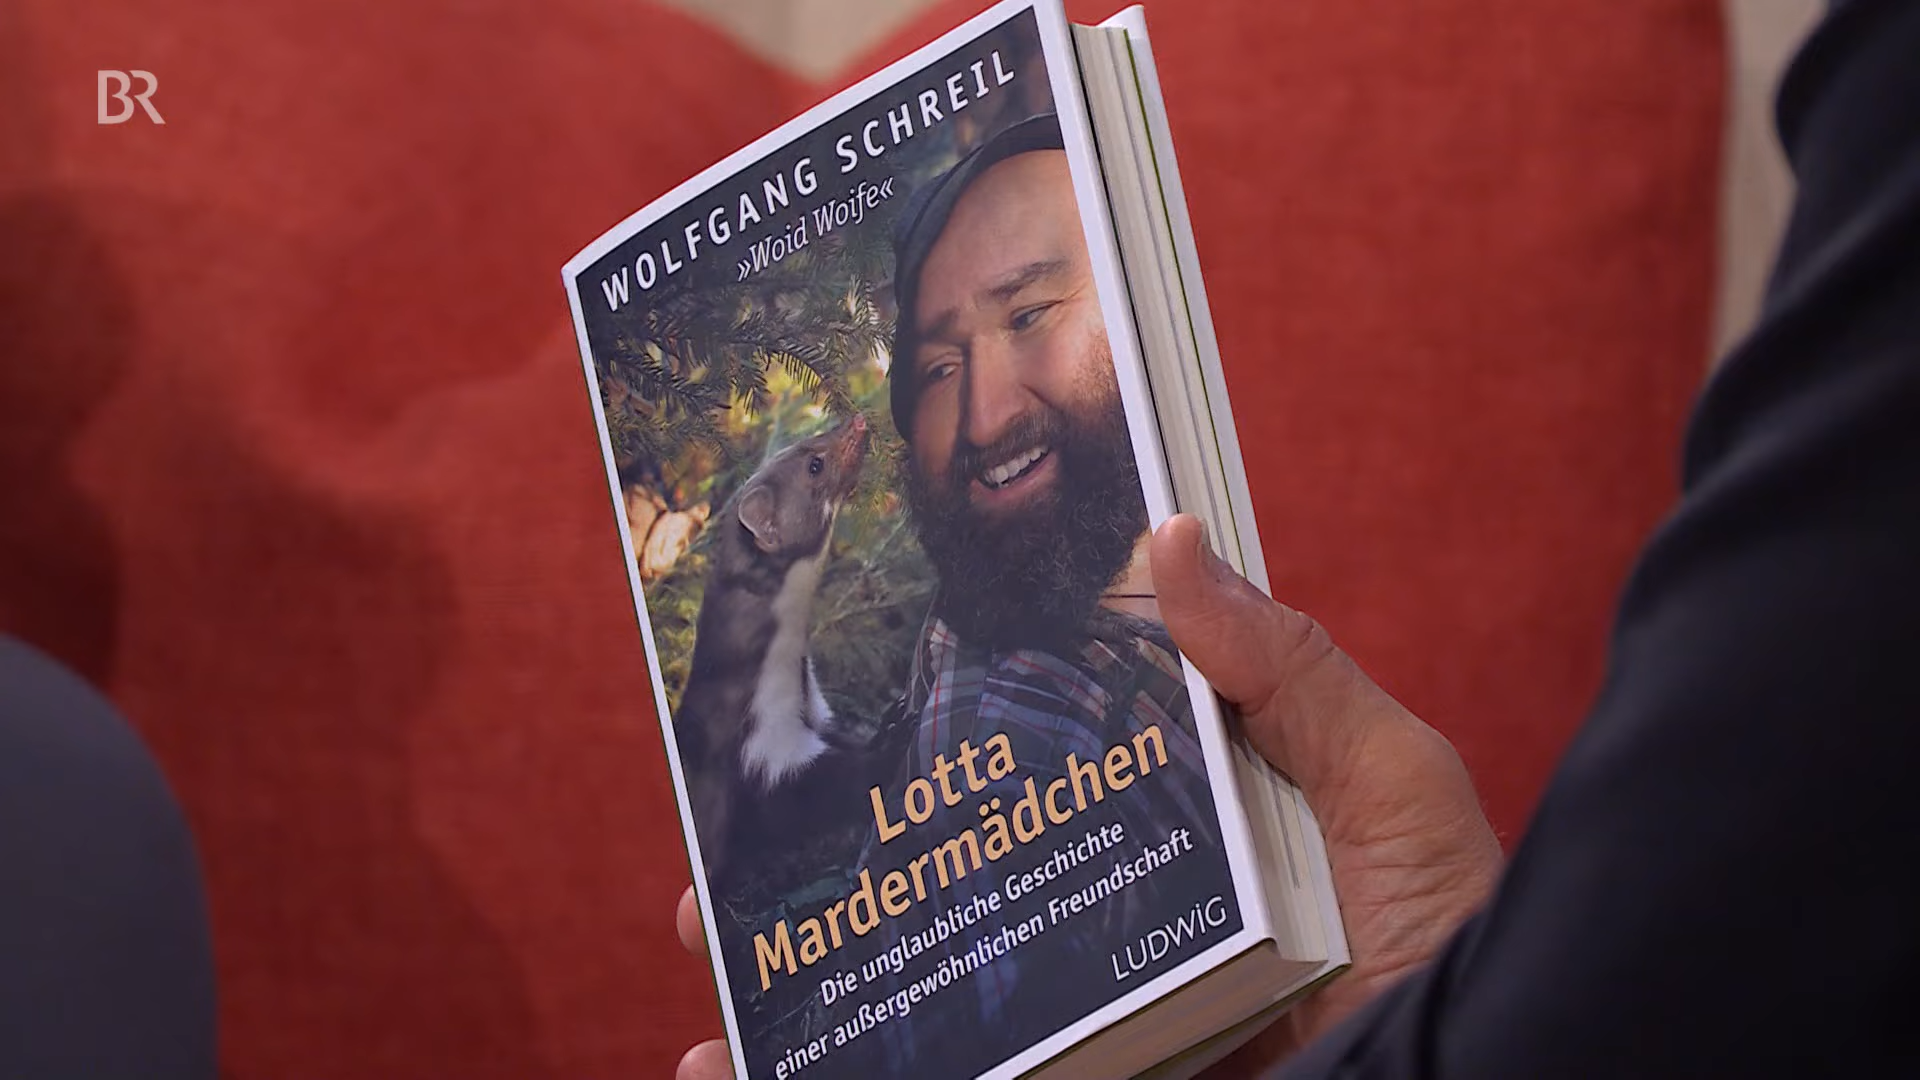 BR
WOLFGANG SCHREIL
»Woid Woife«
Lotta
Mardermädchen
Die unglaubliche Geschichte
einer außergewöhnlichen Freundschaft
LUDWiG